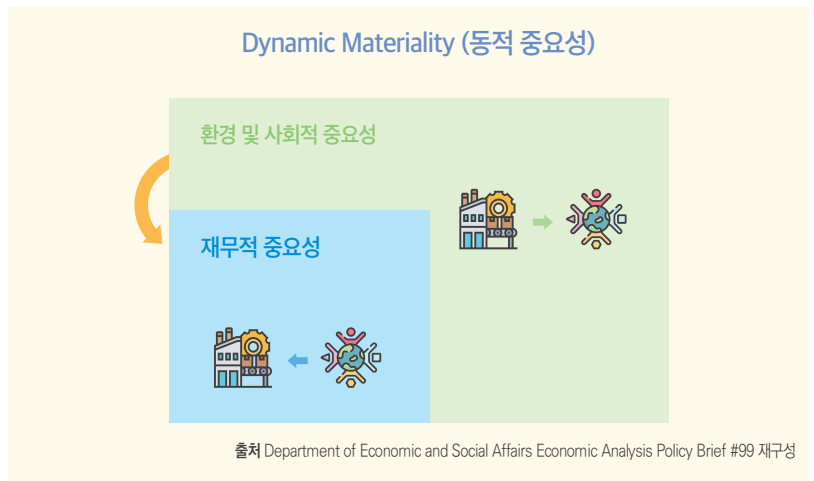 Dynamic Materiality (동적 중요성)
환경 및 사회적 중요성
재무적 중요성
출처 Department of Economic and Social Affairs Economic Analysis Policy Brief #99 재구성